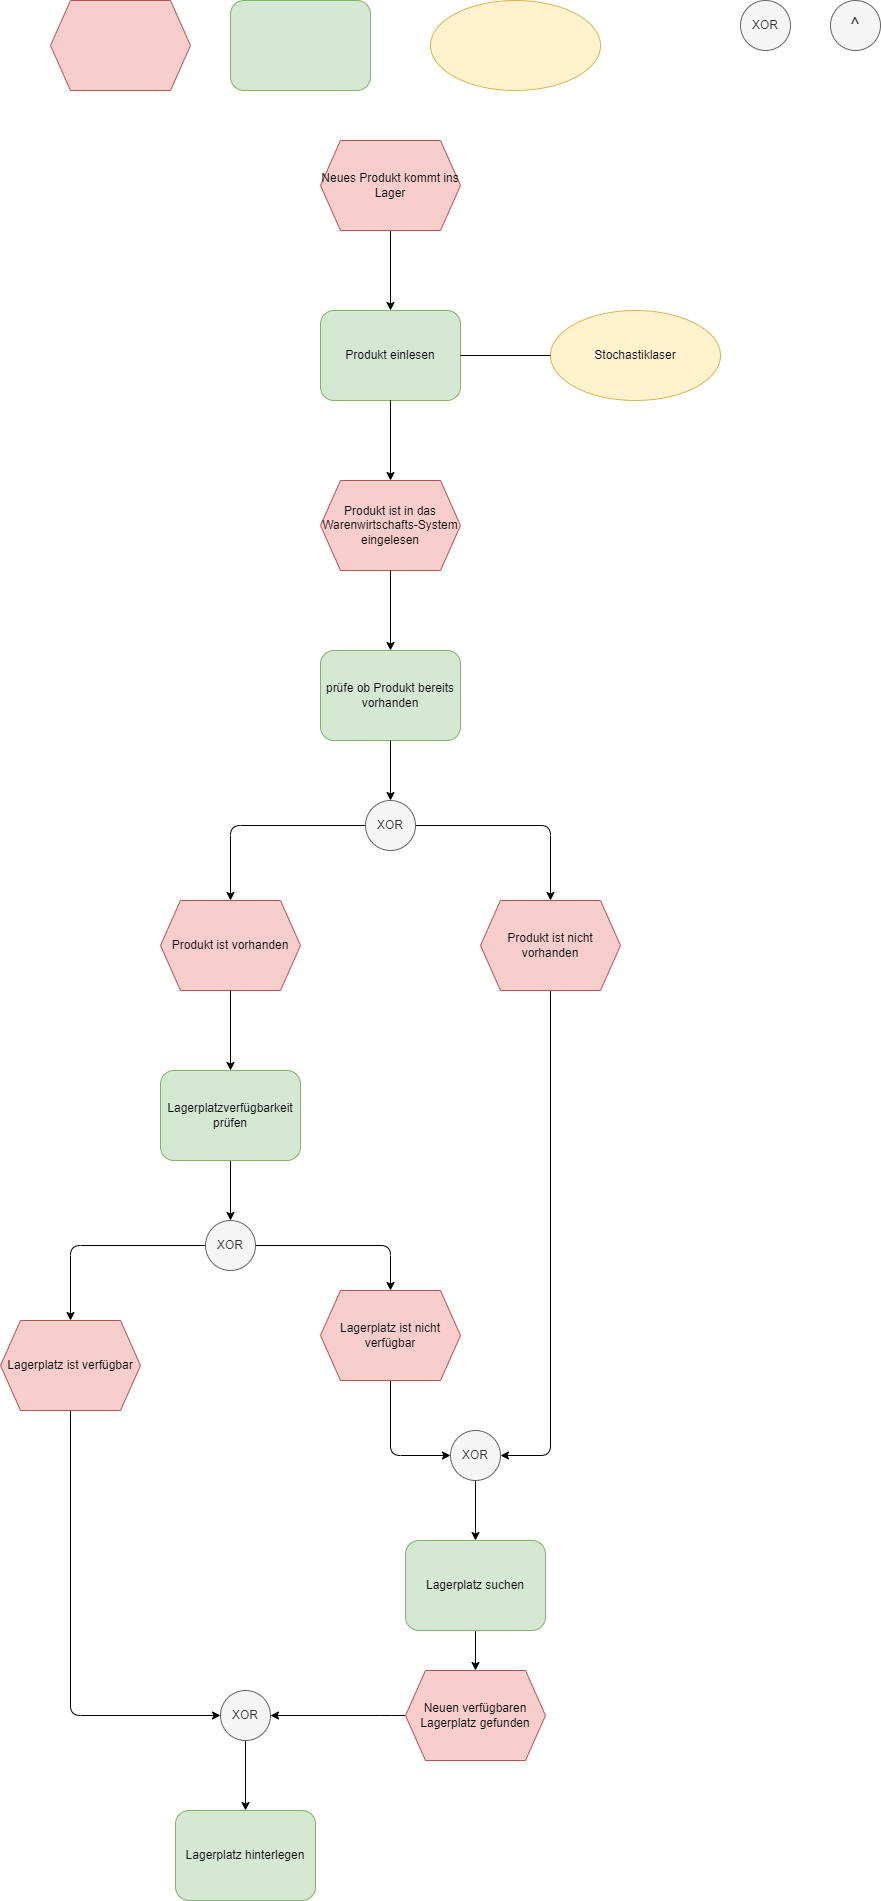 XOR
^
Neues Produkt kommt ins
Lager
Produkt einlesen
Stochastiklaser
Produkt ist in das
Warenwirtschafts-System
eingelesen
prüfe ob Produkt bereits
vorhanden
XOR
Produkt ist vorhanden
Produkt ist nicht
vorhanden
Lagerplatzverfügbarkeit
prüfen
XOR
Lagerplatz ist verfügbar
Lagerplatz ist nicht
verfügbar
XOR
Lagerplatz suchen
Neuen verfügbaren
Lagerplatz gefunden
XOR
Lagerplatz hinterlegen